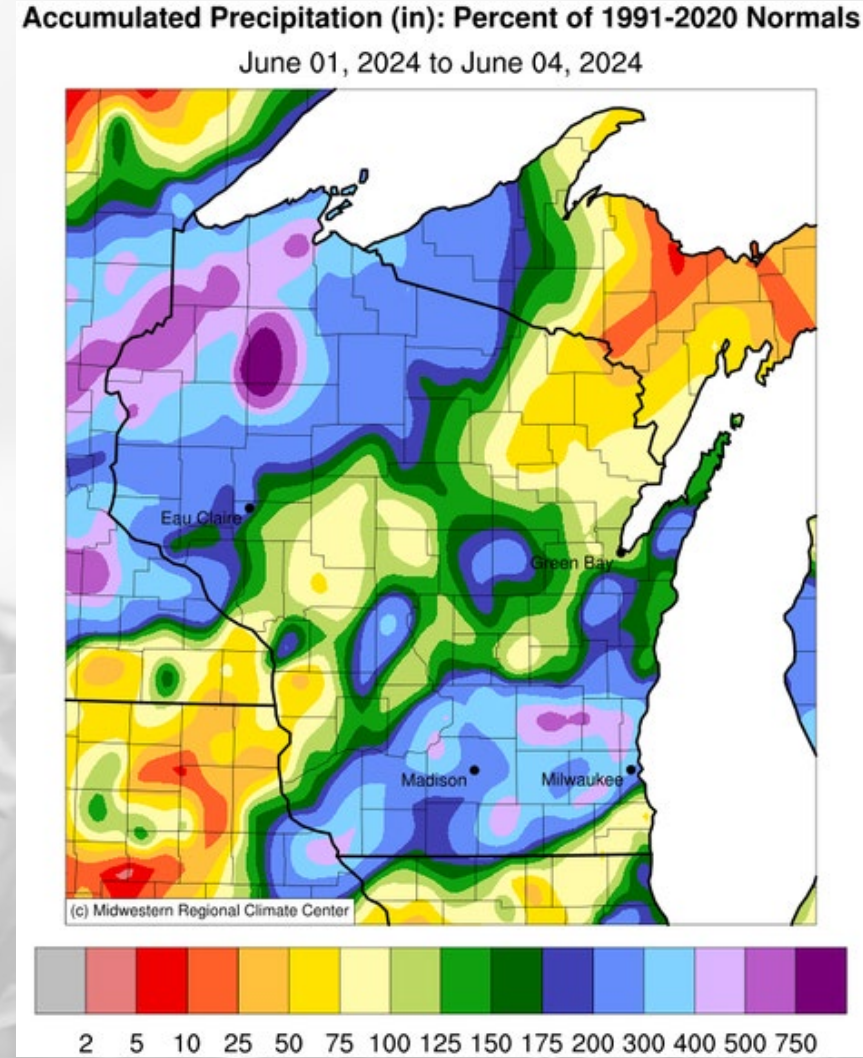 Accumulated Precipitation (in): Percent of 1991-2020 Normals
June 01, 2024 to June 04, 2024
Eau Claire
Green Bay
Madison
Milwaukee
(c) Midwestern Regional Climate Center
2 5 10 25 50 75 100 125 150 175 200 300 400 500 750